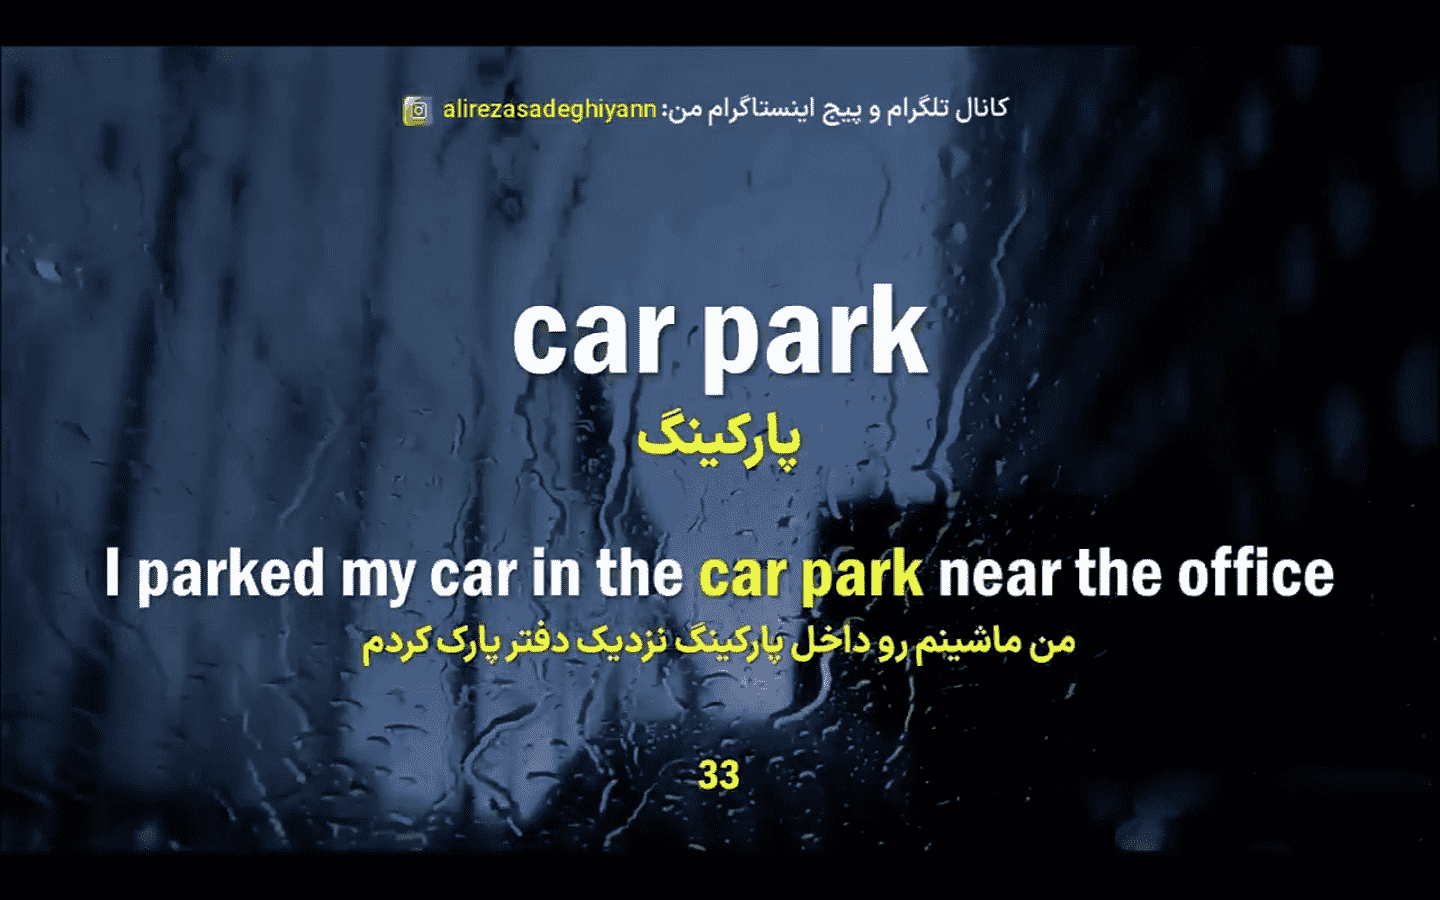 کانال تلگرام و پیج اینستاگرام من: alirezasadeghiyann
car park
پارکینگ
I parked my car in the car park near the office
من ماشینم رو داخل پارکینگ نزدیک دفتر پارک کردم
33